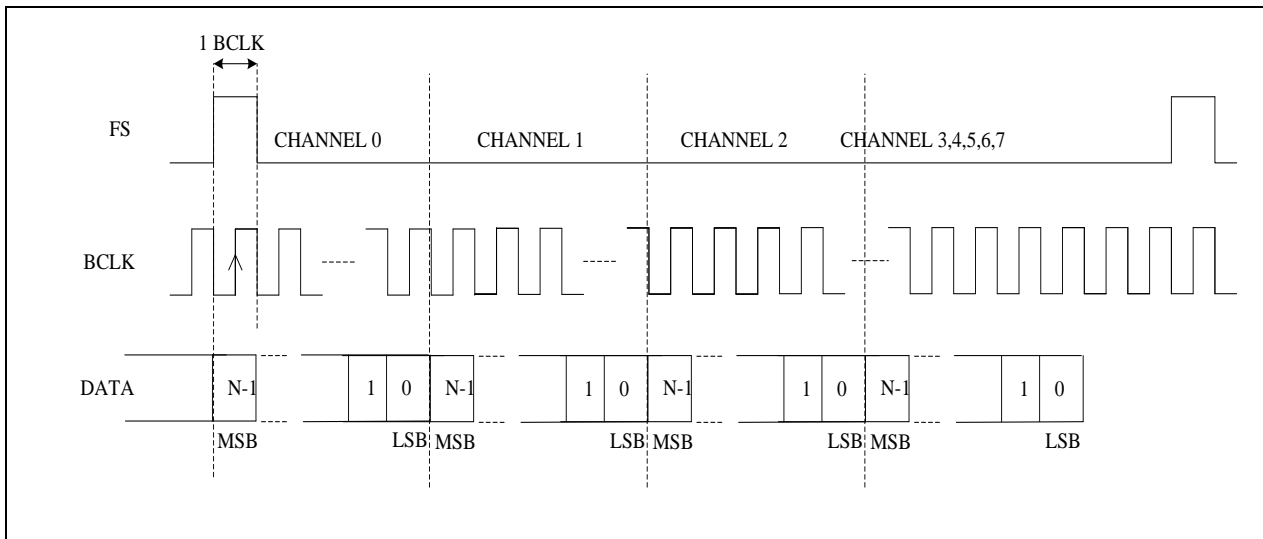 1 BCLK
FS
CHANNEL 0
CHANNEL 1
CHANNEL 2
CHANNEL 3,4,5,6,7
BCLK
DATA
N-1
1
0
N-1
1
0
N-1
1
0
N-1
1
0
MSB
LSB
MSB
LSB
MSB
LSB
MSB
LSB